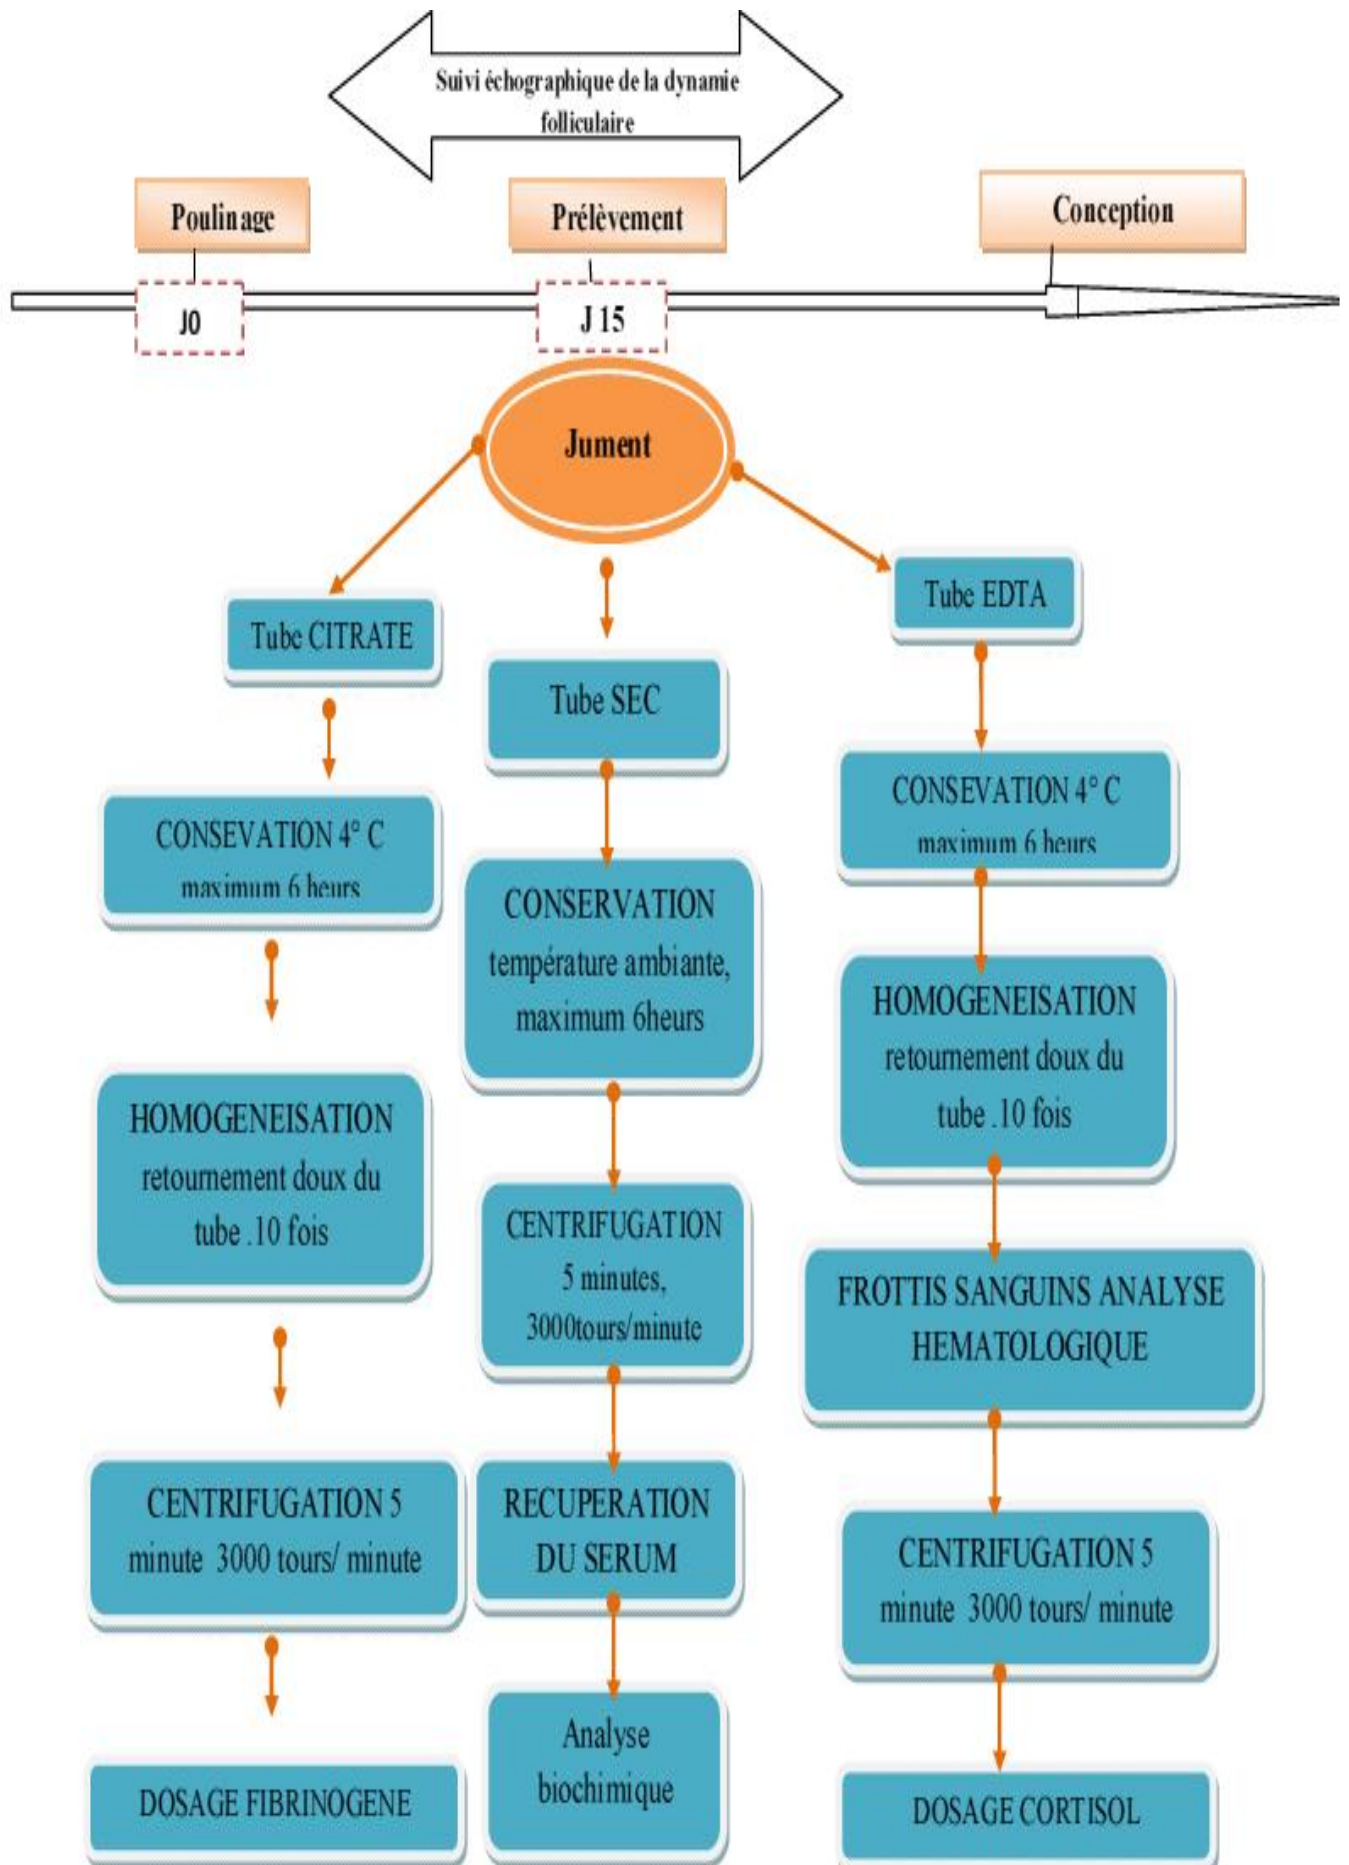 Suivi échographique de la dynamie
folliculaire
Poulinage
Prélèvement
Conception
J0
J 15
Jument
Tube CITRATE
CONSEVATION 4° C
maximum 6 heurs
HOMOGENEISATION
retournement doux du
tube .10 fois
CENTRIFUGATION 5
minute 3000 tours/ minute
DOSAGE FIBRINOGENE
Tube SEC
CONSERVATION
température ambiante,
maximum 6heurs
CENTRIFUGATION
5 minutes,
3000tours/minute
RECUPERATION
DU SERUM
Analyse
biochimique
Tube EDTA
CONSEVATION 4° C
maximum 6 heurs
HOMOGENEISATION
retournement doux du
tube .10 fois
FROTTIS SANGUINS ANALYSE
HEMATOLOGIQUE
CENTRIFUGATION 5
minute 3000 tours/ minute
DOSAGE CORTISOL